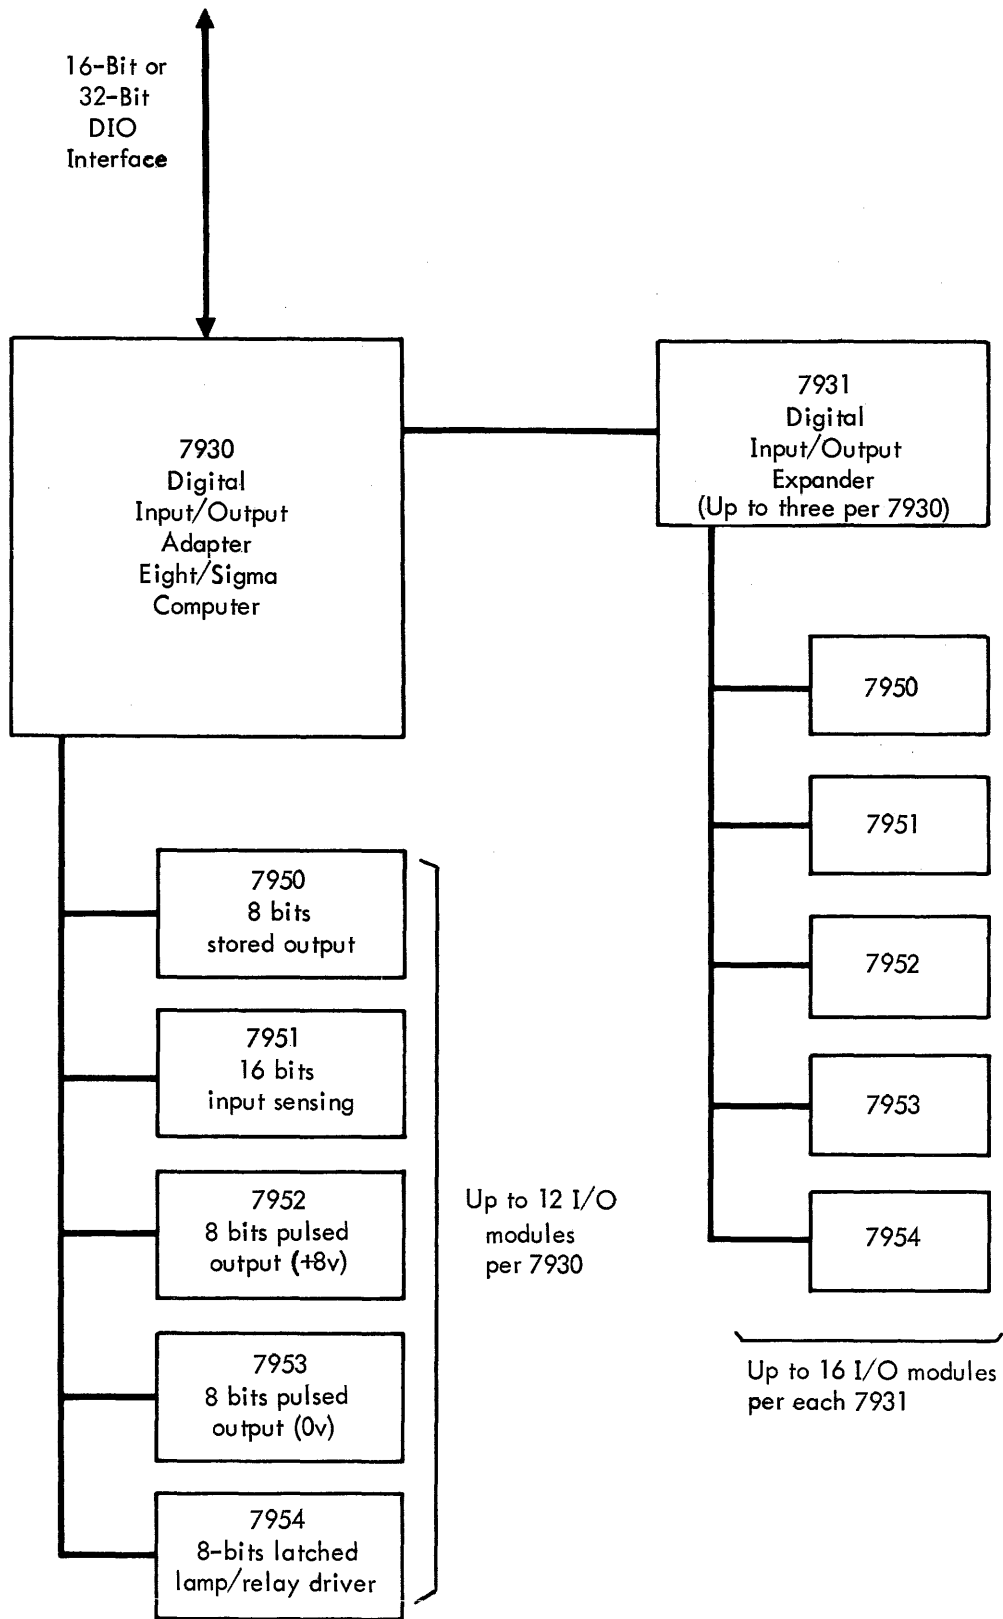 16-Bit or
32-Bit
DIO
Interface
7930
Digital
Input/Output
Adapter
Eight/Sigma
Computer
7931
Digital
Input/Output
Expander
(Up to three per 7930)
7950
7951
7952
7953
7954
Up to 16 I/O modules
per each 7931
7950
8 bits
stored output
7951
16 bits
input sensing
7952
8 bits pulsed
output (+8v)
7953
8 bits pulsed
output (0v)
7954
8-bits latched
lamp/relay driver
Up to 12 I/O
modules
per 7930